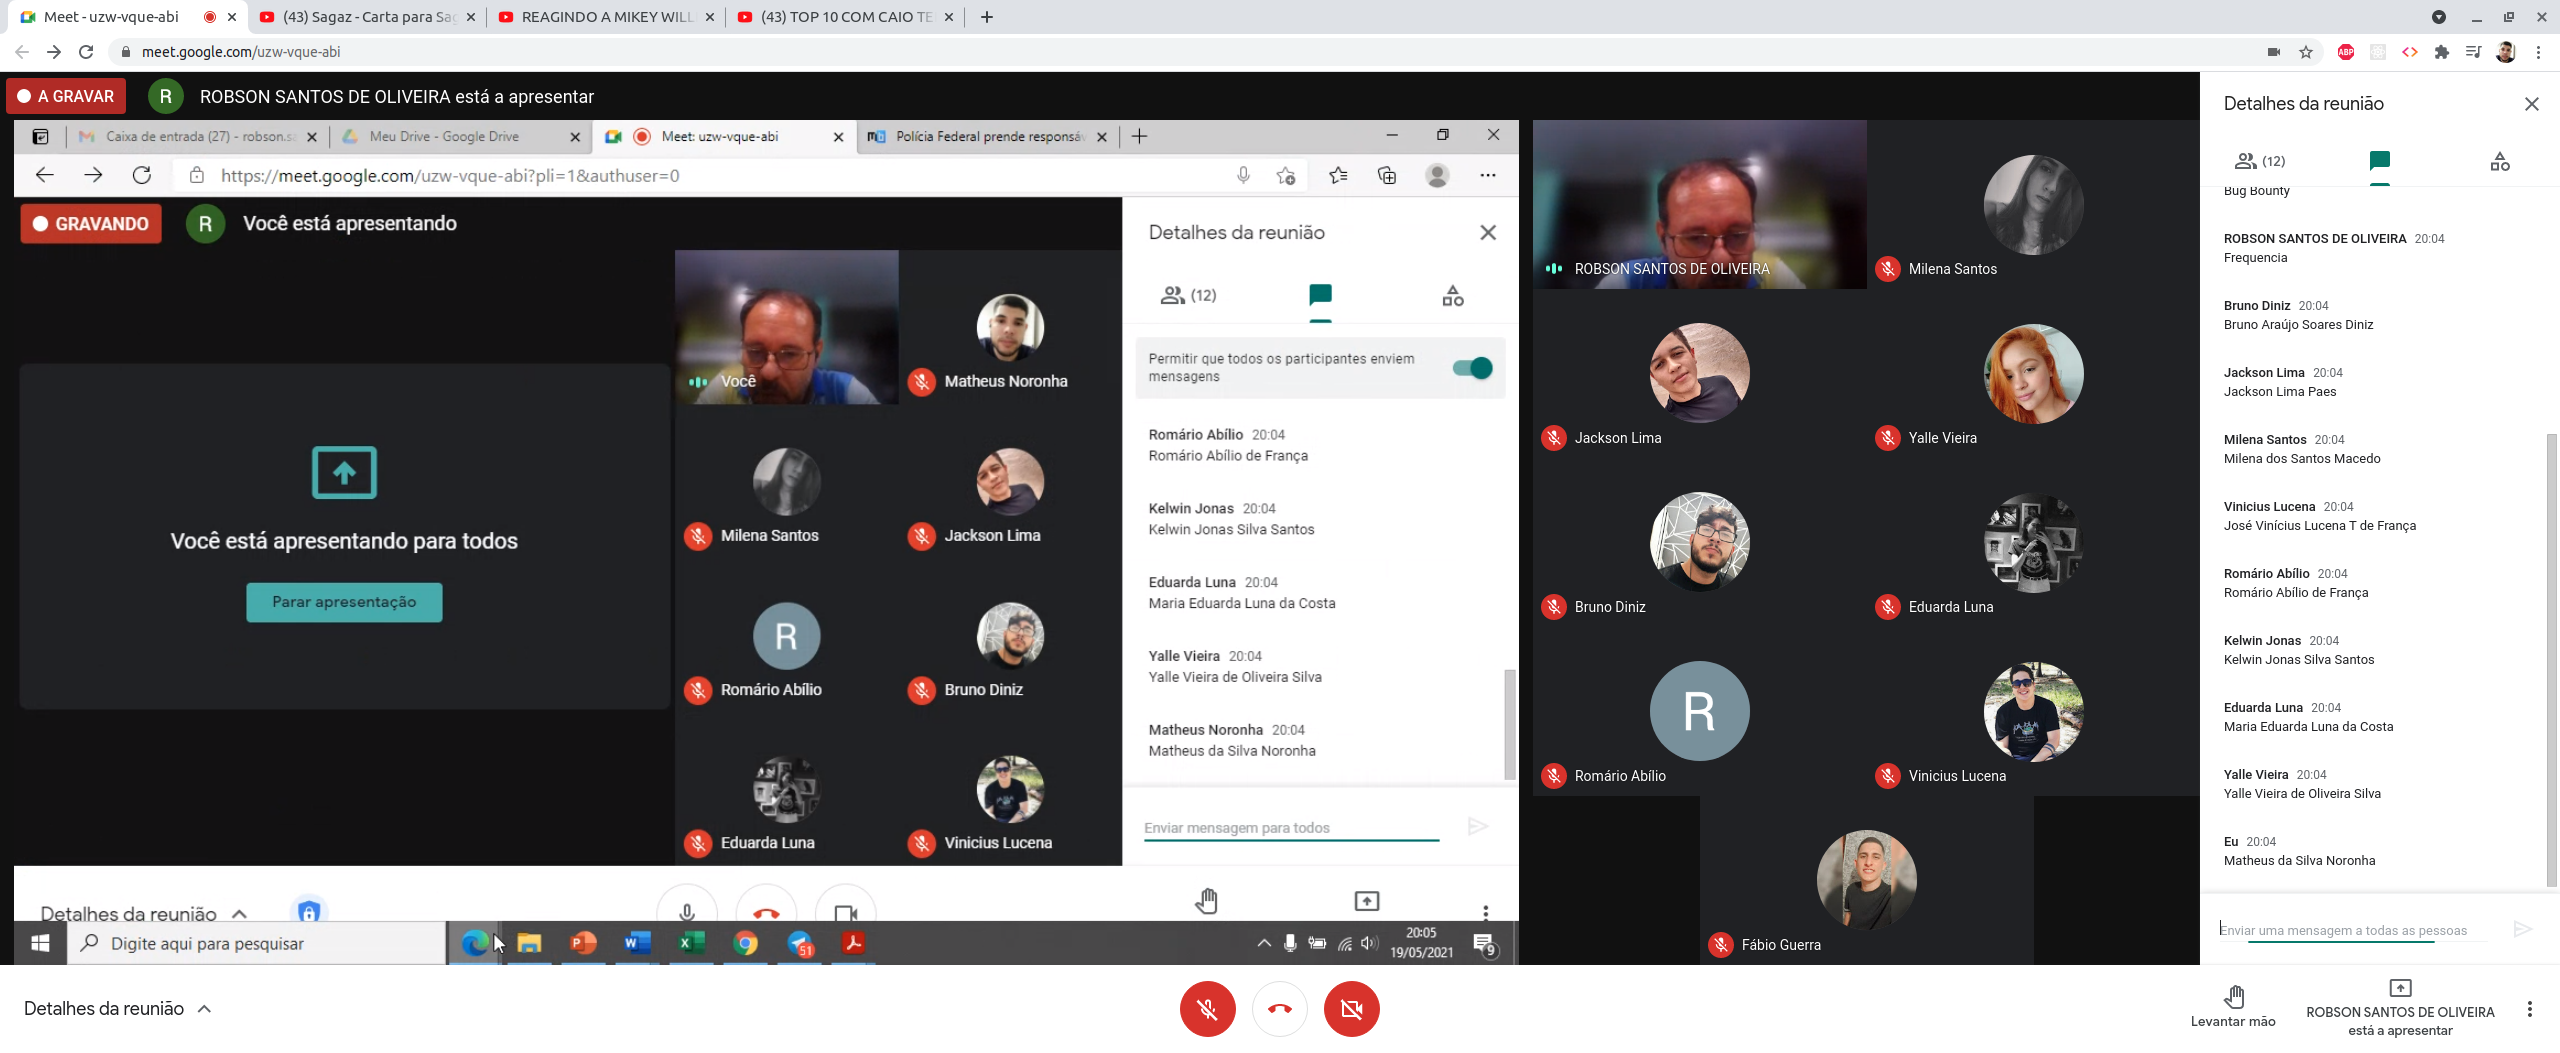 Meet - uzw-vque-abi
(43) Sagaz - Carta para Sag
REAGINDO A MIKEY WILL
(43) TOP 10 COM CAIO TE
meet.google.com/uzw-vque-abi
ABP
A GRAVAR
R
ROBSON SANTOS DE OLIVEIRA está a apresentar
Caixa de entrada (27) - robson.sa
Meu Drive - Google Drive
Meet: uzw-vque-abi
Polícia Federal prende responsáv
https://meet.google.com/uzw-vque-abi?pli=1&authuser=0
GRAVANDO
R
Você está apresentando
Você está apresentando para todos
Parar apresentação
Você
Matheus Noronha
Milena Santos
Jackson Lima
R
Romário Abílio
Bruno Diniz
Eduarda Luna
Vinicius Lucena
Detalhes da reunião
(12)
Permitir que todos os participantes enviem
mensagens
Romário Abílio 20:04
Romário Abílio de França
Kelwin Jonas 20:04
Kelwin Jonas Silva Santos
Eduarda Luna 20:04
Maria Eduarda Luna da Costa
Yalle Vieira 20:04
Yalle Vieira de Oliveira Silva
Matheus Noronha 20:04
Matheus da Silva Noronha
Enviar mensagem para todos
Detalhes da reunião
Digite aqui para pesquisar
51
20:05
19/05/2021
9
ROBSON SANTOS DE OLIVEIRA
Milena Santos
Jackson Lima
Yalle Vieira
Bruno Diniz
Eduarda Luna
R
Romário Abílio
Vinicius Lucena
Fábio Guerra
Detalhes da reunião
(12)
Bug Bounty
ROBSON SANTOS DE OLIVEIRA 20:04
Frequencia
Bruno Diniz 20:04
Bruno Araújo Soares Diniz
Jackson Lima 20:04
Jackson Lima Paes
Milena Santos 20:04
Milena dos Santos Macedo
Vinicius Lucena 20:04
José Vinícius Lucena T de França
Romário Abílio 20:04
Romário Abílio de França
Kelwin Jonas 20:04
Kelwin Jonas Silva Santos
Eduarda Luna 20:04
Maria Eduarda Luna da Costa
Yalle Vieira 20:04
Yalle Vieira de Oliveira Silva
Eu 20:04
Matheus da Silva Noronha
Enviar uma mensagem a todas as pessoas
Detalhes da reunião
Levantar mão
ROBSON SANTOS DE OLIVEIRA
está a apresentar